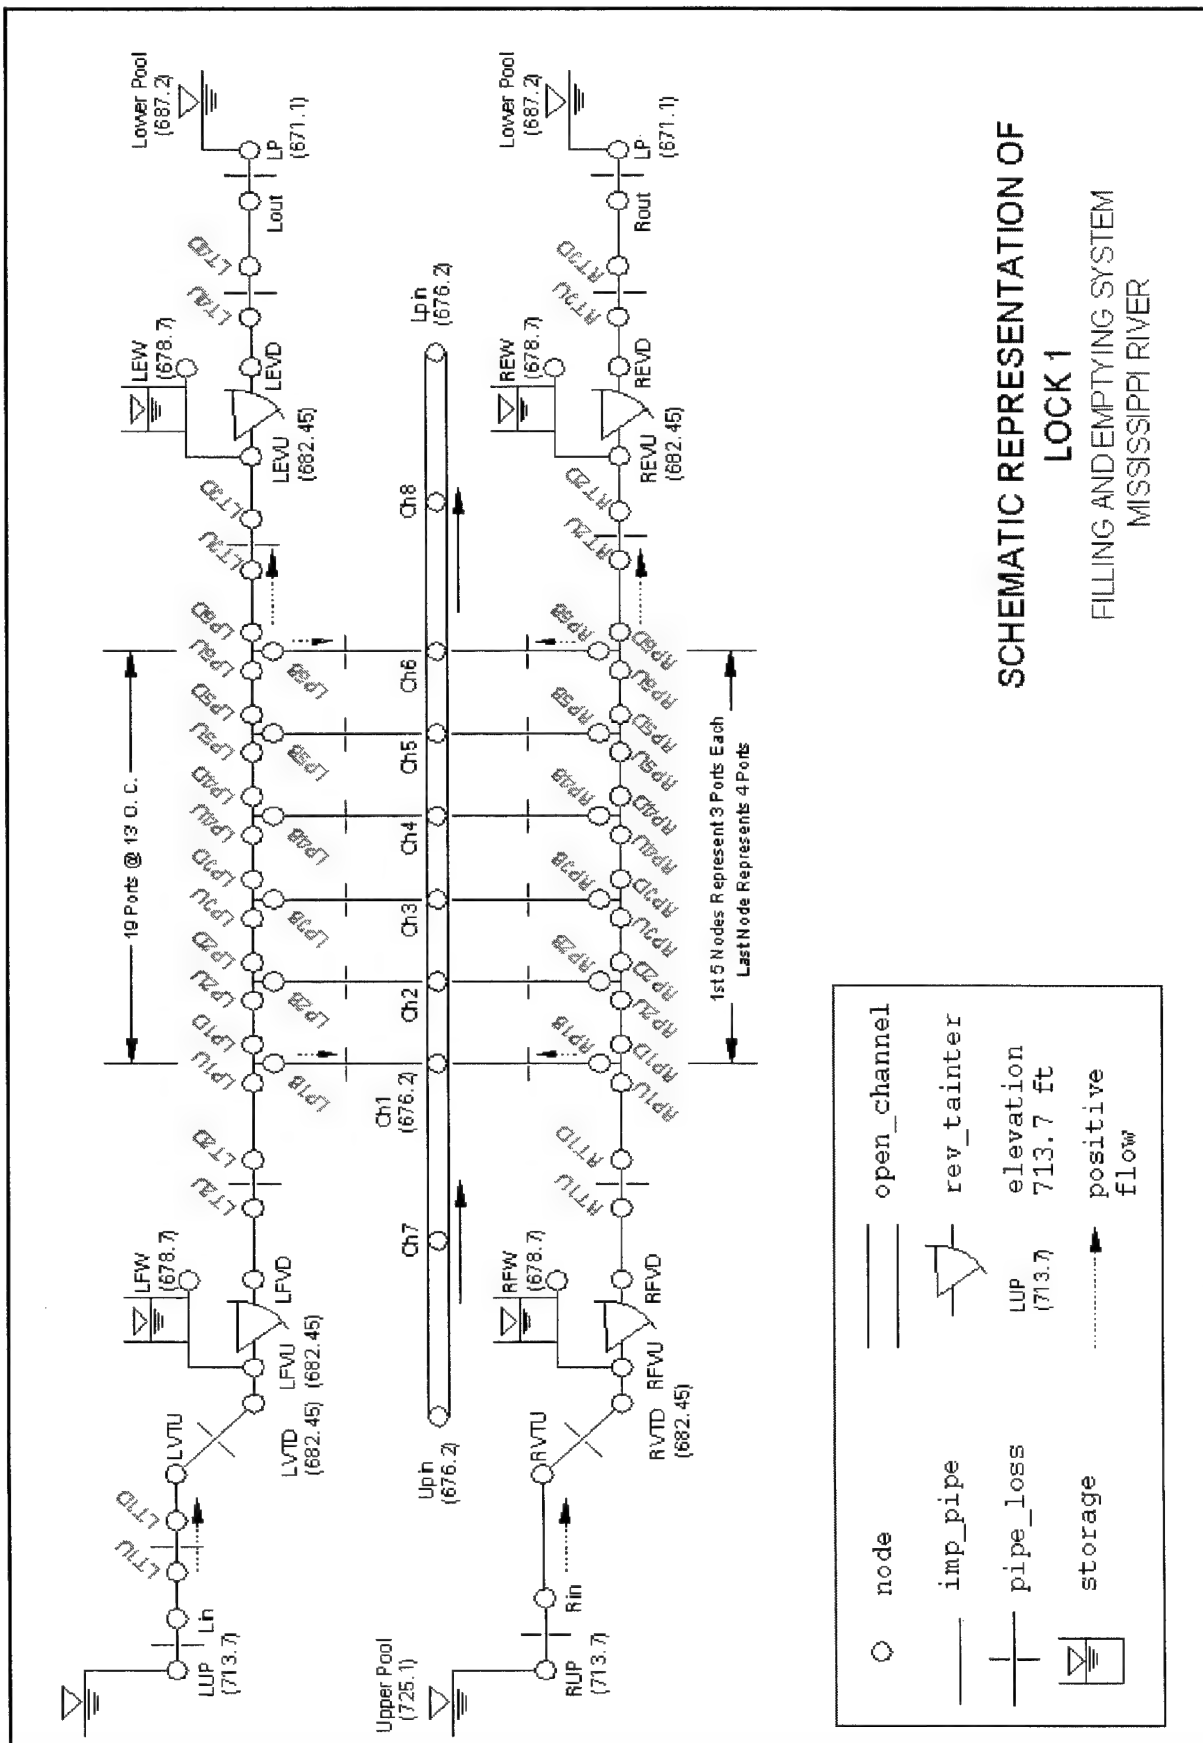 Lower Pool
(687.2)
LP
(671.1)
Lout
LT4D
LT4U
LEW
(678.7)
LEVD
LEVU
(682.45)
LT3D
LT3U
LP6D
LP6U
LP6B
LP5D
LP5U
LP5B
LP4D
LP4U
LP4B
LP3D
LP3U
LP3B
LP2D
LP2U
LP2B
LP1D
LP1U
LP1B
19 Ports @ 13' O. C.
LT2D
LT2U
LFW
(678.7)
LFVD
LFVU
(682.45)
LVTD
(682.45)
LVTU
LT1D
LT1U
Lin
LUP
(713.7)
Lpin
(676.2)
Ch8
Ch6
Ch5
Ch4
Ch3
Ch2
Ch1
(676.2)
Ch7
Upin
(676.2)
Lower Pool
(687.2)
LP
(671.1)
Rout
RT3D
RT3U
REW
(678.7)
REVD
REVU
(682.45)
RT2D
RT2U
RP6B
RP6D
RP6U
RP5B
RP5D
RP5U
RP4B
RP4D
RP4U
RP3B
RP3D
RP3U
RP2B
RP2D
RP2U
RP1B
RP1D
RP1U
1st 5 Nodes Represent 3 Ports Each
Last Node Represents 4 Ports
RT1D
RT1U
RFW
(678.7)
RFVD
RFVU
RVTD
(682.45)
RVTU
Rin
RUP
(713.7)
Upper Pool
(725.1)
SCHEMATIC REPRESENTATION OF
LOCK 1
FILLING AND EMPTYING SYSTEM
MISSISSIPPI RIVER
node
open_channel
imp_pipe
rev_tainter
pipe_loss
LUP
(713.7)
elevation
713.7 ft
storage
positive
flow